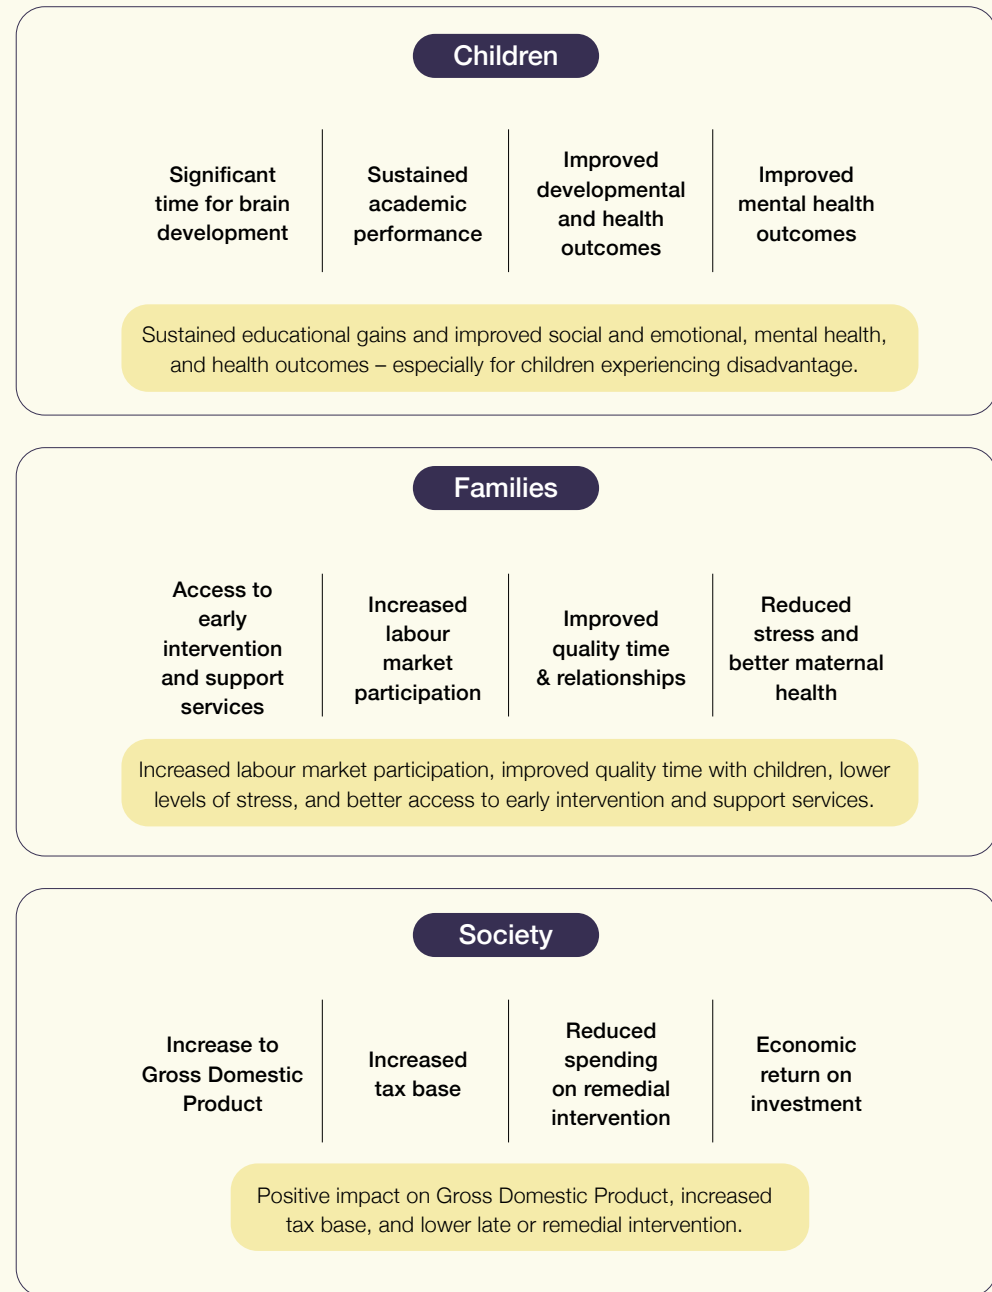 Children
Significant
time for brain
development
Sustained
academic
performance
Improved
developmental
and health
outcomes
Improved
mental health
outcomes
Sustained educational gains and improved social and emotional, mental health,
and health outcomes – especially for children experiencing disadvantage.
Families
Access to
early
intervention
and support
services
Increased
labour
market
participation
Improved
quality time
& relationships
Reduced
stress and
better maternal
health
Increased labour market participation, improved quality time with children, lower
levels of stress, and better access to early intervention and support services.
Society
Increase to
Gross Domestic
Product
Increased
tax base
Reduced
spending
on remedial
intervention
Economic
return on
investment
Positive impact on Gross Domestic Product, increased
tax base, and lower late or remedial intervention.